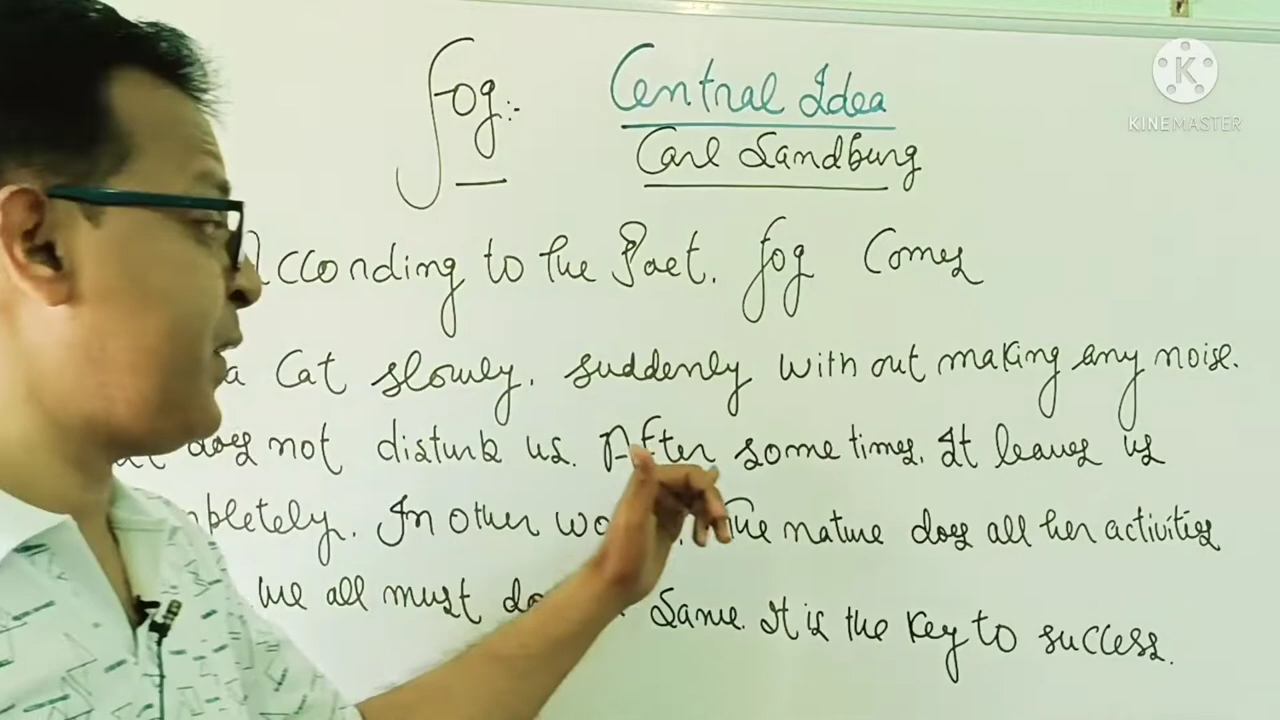 Fog:-
Central Idea
Carl Sandburg
According to the Poet. fog Comes
a Cat slowly. suddenly with out making any noise.
does not disturb us. After some times. It leaves us
pletely. In other wo The nature does all her activities
we all must do Same. It is the key to success.
KINEMASTER